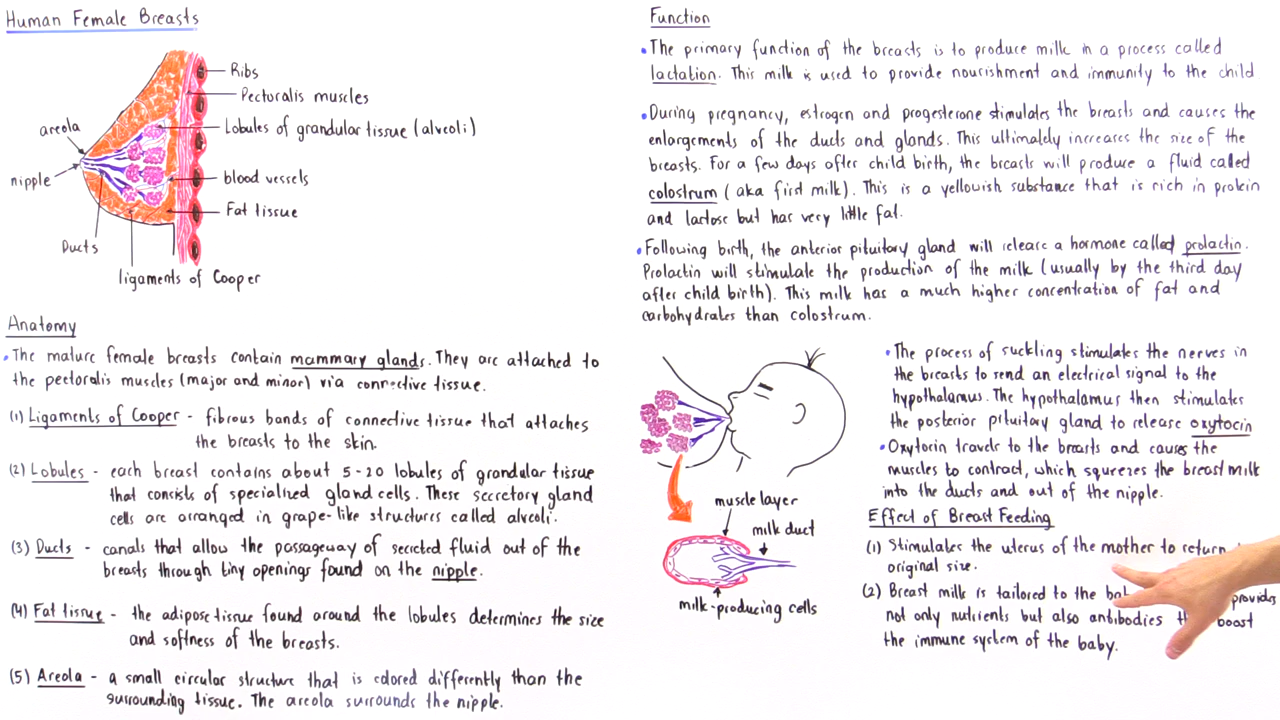 Human Female Breasts
Ribs
Pectoralis muscles
areola
Lobules of grandular tissue (alveoli)
nipple
blood vessels
Fat tissue
Ducts
ligaments of Cooper
Anatomy
• The mature female breasts contain mammary glands. They are attached to
the pectoralis muscles (major and minor) via connective tissue.
(1) Ligaments of Cooper - fibrous bands of connective tissue that attaches
the breasts to the skin.
(2) Lobules - each breast contains about 5-20 lobules of grandular tissue
that consists of specialized gland cells. These secretory gland
cells are arranged in grape-like structures called alveoli.
(3) Ducts - canals that allow the passageway of secreted fluid out of the
breasts through tiny openings found on the nipple.
(4) Fat tissue - the adipose tissue found around the lobules determines the size
and softness of the breasts.
(5) Areola - a small circular structure that is colored differently than the
surrounding tissue. The areola surrounds the nipple.
Function
• The primary function of the breasts is to produce milk in a process called
lactation. This milk is used to provide nourishment and immunity to the child
• During pregnancy, estrogen and progesterone stimulates the breasts and causes the
enlargements of the ducts and glands. This ultimately increases the size of the
breasts. For a few days after child birth, the breasts will produce a fluid called
colostrum (aka first milk). This is a yellowish substance that is rich in protein
and lactose but has very little fat.
• Following birth, the anterior pituitary gland will release a hormone called prolactin.
Prolactin will stimulate the production of the milk (usually by the third day
after child birth). This milk has a much higher concentration of fat and
carbohydrates than colostrum.
muscle layer
milk duct
milk-producing cells
• The process of suckling stimulates the nerves in
the breasts to send an electrical signal to the
hypothalamus. The hypothalamus then stimulates
the posterior pituitary gland to release oxytocin
• Oxytocin travels to the breasts and causes the
muscles to contract, which squeezes the breast milk
into the ducts and out of the nipple.
Effect of Breast Feeding
(1) Stimulates the uterus of the mother to return
original size.
(2) Breast milk is tailored to the provides
not only nutrients but also antibodies boost
the immune system of the baby.